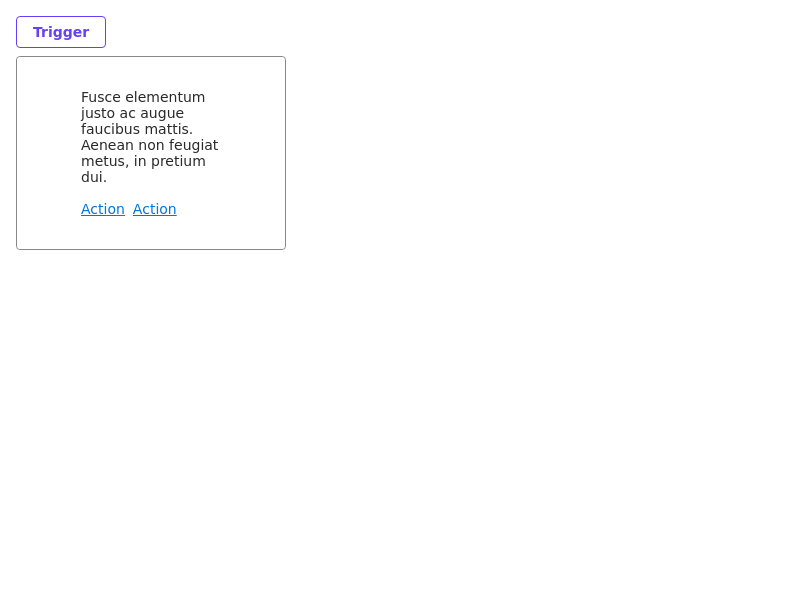 Trigger
Fusce elementum
justo ac augue
faucibus mattis.
Aenean non feugiat
metus, in pretium
dui.
Action Action